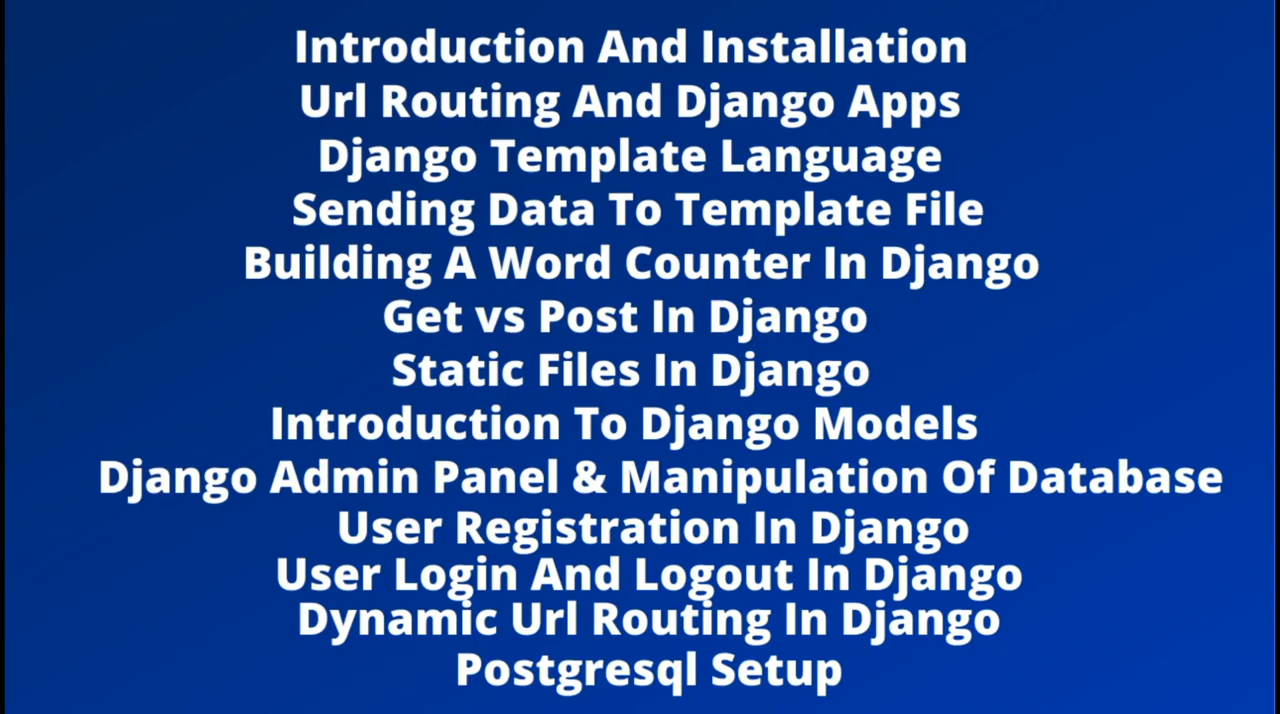 Introduction And Installation
Url Routing And Django Apps
Django Template Language
Sending Data To Template File
Building A Word Counter In Django
Get vs Post In Django
Static Files In Django
Introduction To Django Models
Django Admin Panel & Manipulation Of Database
User Registration In Django
User Login And Logout In Django
Dynamic Url Routing In Django
Postgresql Setup